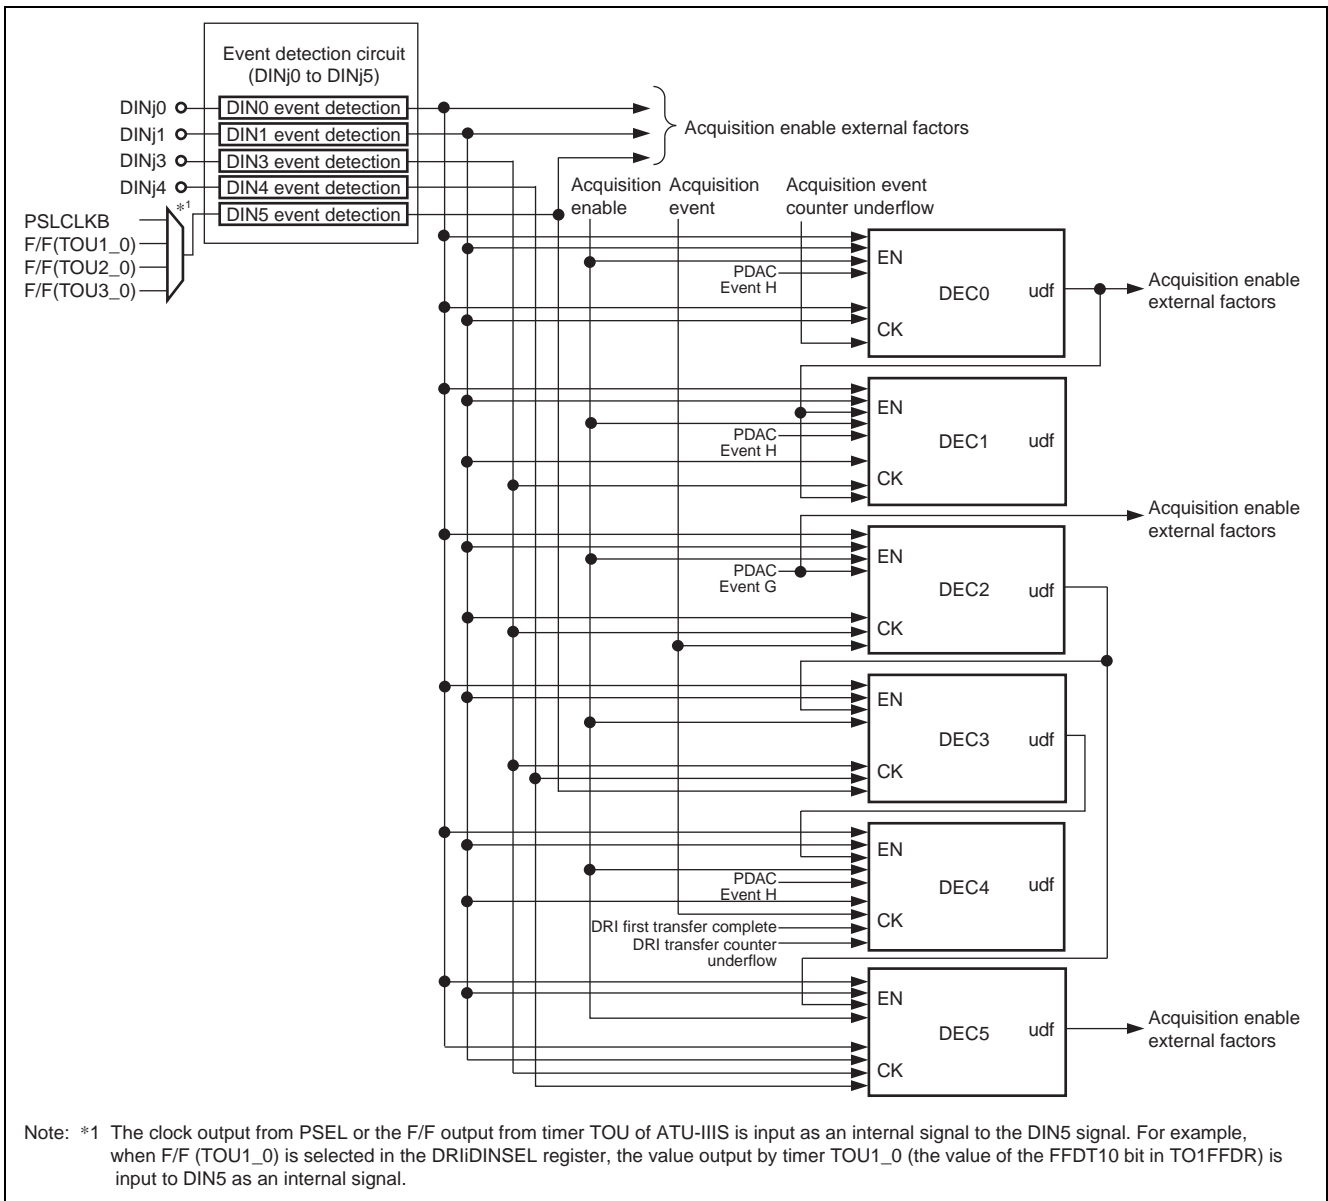 Event detection circuit
(DINj0 to DINj5)
DINj0
DIN0 event detection
DINj1
DIN1 event detection
Acquisition enable external factors
DINj3
DIN3 event detection
DINj4
DIN4 event detection
*1
DIN5 event detection
PSLCLKB
F/F(TOU1_0)
F/F(TOU2_0)
F/F(TOU3_0)
Acquisition
enable
Acquisition
event
Acquisition event
counter underflow
EN
PDAC
Event H
DEC0
udf
CK
Acquisition enable
external factors
EN
PDAC
Event H
DEC1
udf
CK
Acquisition enable
external factors
EN
PDAC
Event G
DEC2
udf
CK
EN
DEC3
udf
CK
EN
PDAC
Event H
DEC4
udf
CK
DRI first transfer complete
DRI transfer counter
underflow
EN
DEC5
udf
CK
Acquisition enable
external factors
Note: *1 The clock output from PSEL or the F/F output from timer TOU of ATU-IIIS is input as an internal signal to the DIN5 signal. For example,
when F/F (TOU1_0) is selected in the DRIiDINSEL register, the value output by timer TOU1_0 (the value of the FFDT10 bit in TO1FFDR) is
input to DIN5 as an internal signal.